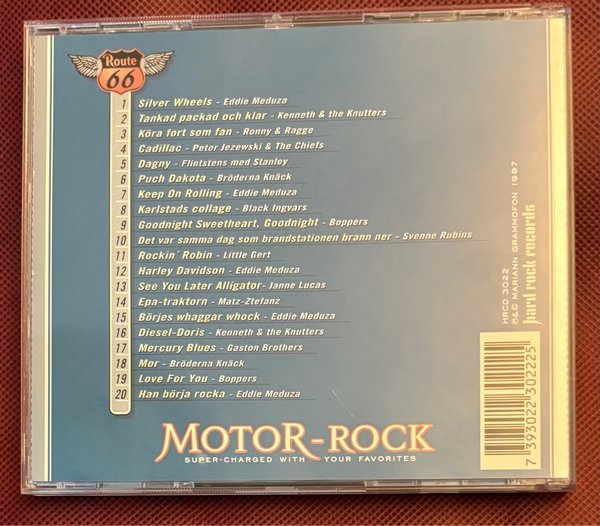 Route
66
1 Silver Wheels - Eddie Meduza
2 Tankad packad och klar - Kenneth & the Knutters
3 Köra fort som fan - Ronny & Ragge
4 Cadillac - Peter Jezewski & The Chiefs
5 Dagny - Flintstens med Stanley
6 Puch Dakota - Bröderna Knäck
7 Keep On Rolling - Eddie Meduza
8 Karlstads collage - Black Ingvars
9 Goodnight Sweetheart, Goodnight - Boppers
10 Det var samma dag som brandstationen brann ner - Svenne Rubins
11 Rockin´ Robin - Little Gert
12 Harley Davidson - Eddie Meduza
13 See You Later Alligator- Janne Lucas
14 Epa-traktorn - Matz-Ztefanz
15 Börjes whaggar whock - Eddie Meduza
16 Diesel-Doris - Kenneth & the Knutters
17 Mercury Blues - Gaston Brothers
18 Mor - Bröderna Knäck
19 Love For You - Boppers
20 Han börja rocka - Eddie Meduza
MOTOR-ROCK
SUPER-CHARGED WITH YOUR FAVORITES
HRCD 3022
℗&© MARIANN GRAMMOFON 1997
hard rock records
7 393022 302225